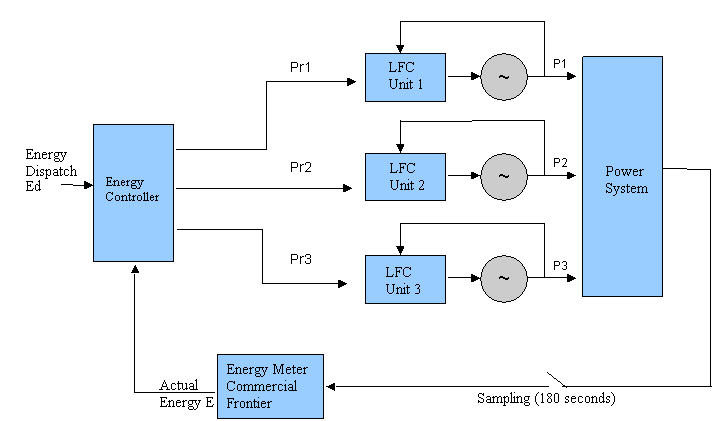 Pr1
LFC
Unit 1
~
P1
Energy
Dispatch
Ed
Energy
Controller
Pr2
LFC
Unit 2
~
P2
Power
System
Pr3
LFC
Unit 3
~
P3
Actual
Energy E
Energy Meter
Commercial
Frontier
Sampling (180 seconds)